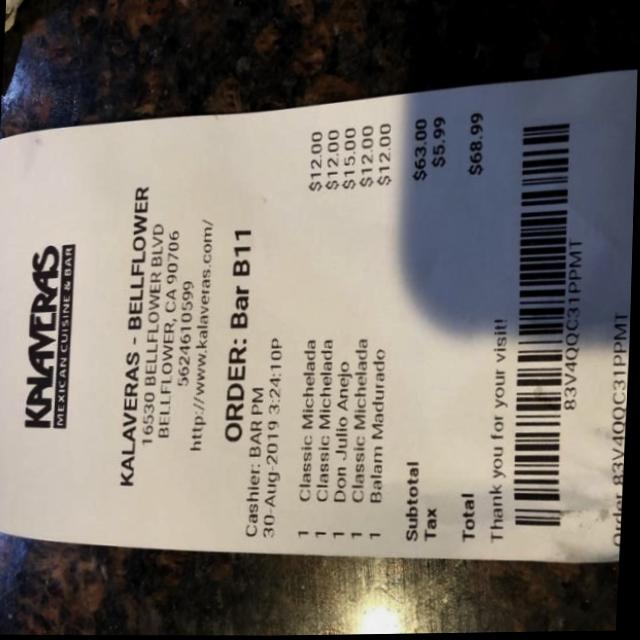 KALAVERAS
MEXICAN CUISINE & BAR
KALAVERAS - BELLFLOWER
16530 BELLFLOWER BLVD
BELLFLOWER, CA 90706
5624610599
http://www.kalaveras.com/
ORDER: Bar B11
Cashier: BAR PM
30-Aug-2019 3:24:10P
1 Classic Michelada $12.00
1 Classic Michelada $12.00
1 Don Julio Anejo $15.00
1 Classic Michelada $12.00
1 Balam Madurado $12.00
Subtotal $63.00
Tax $5.99
Total $68.99
Thank you for your visit!
83V4QQC31PPMT
Order 83V4QQC31PPMT